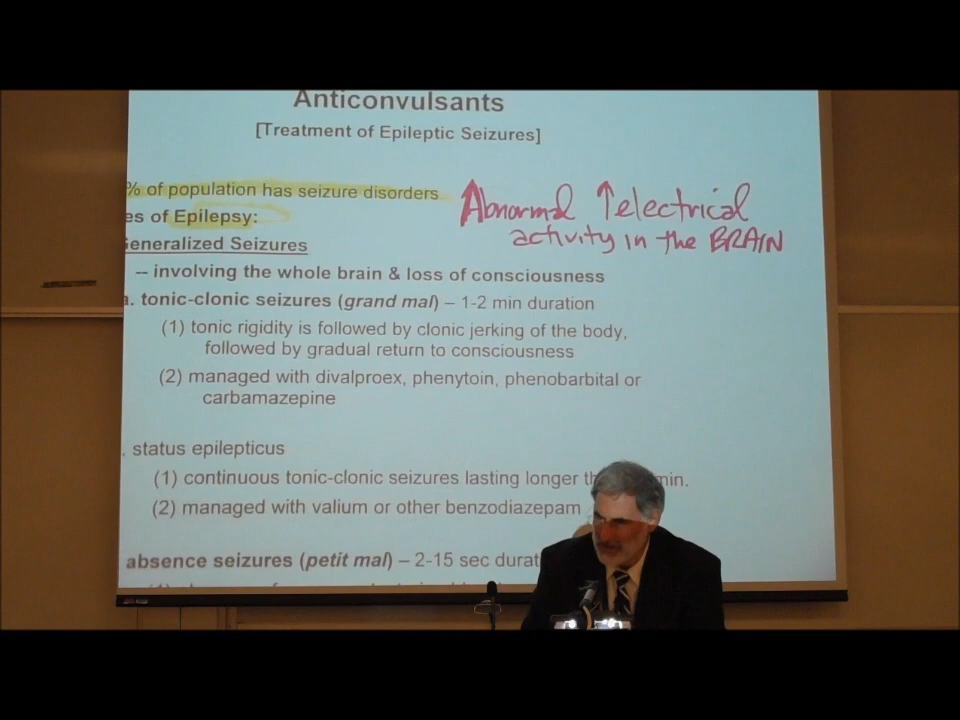 Anticonvulsants
[Treatment of Epileptic Seizures]
% of population has seizure disorders
Abnormal ↑electrical
es of Epilepsy:
activity in the BRAIN
Generalized Seizures
-- involving the whole brain & loss of consciousness
a. tonic-clonic seizures (grand mal) – 1-2 min duration
(1) tonic rigidity is followed by clonic jerking of the body,
followed by gradual return to consciousness
(2) managed with divalproex, phenytoin, phenobarbital or
carbamazepine
. status epilepticus
(1) continuous tonic-clonic seizures lasting longer th min.
(2) managed with valium or other benzodiazepam
absence seizures (petit mal) – 2-15 sec durat